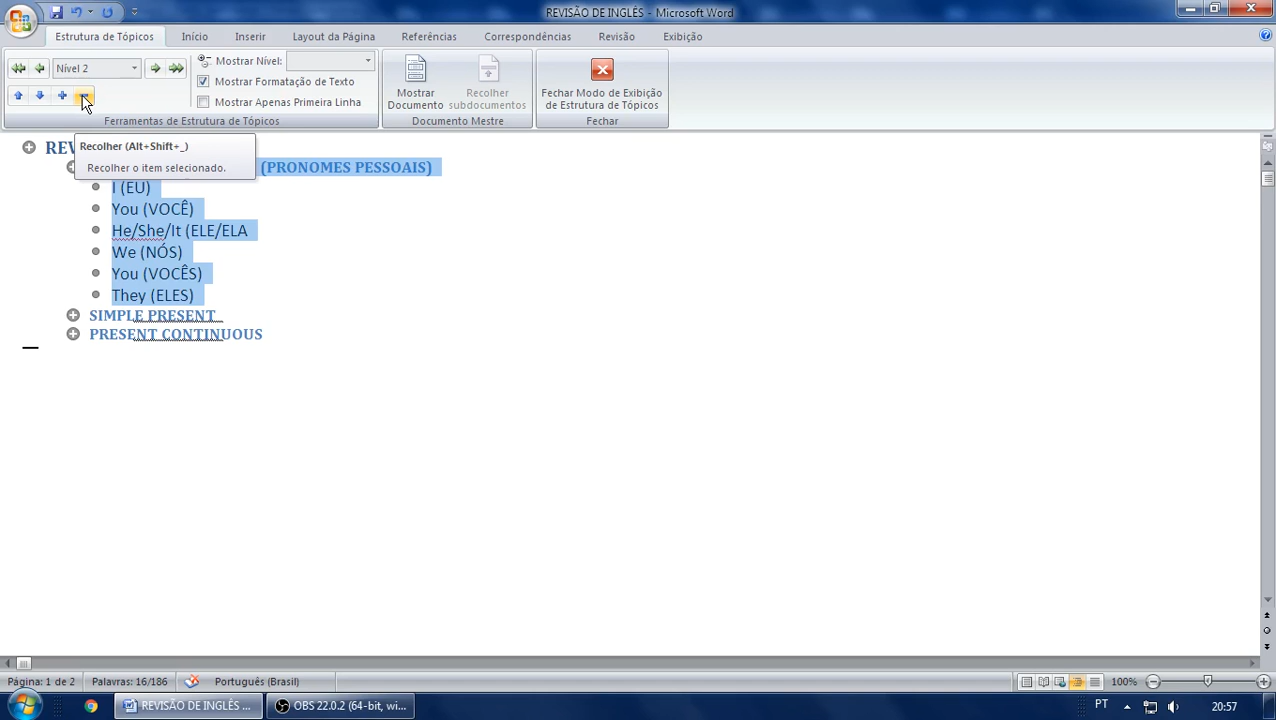 REVISÃO DE INGLÊS - Microsoft Word
Estrutura de Tópicos
Início
Inserir
Layout da Página
Referências
Correspondências
Revisão
Exibição
Nível 2
Mostrar Nível:
Mostrar Formatação de Texto
Mostrar Apenas Primeira Linha
Ferramentas de Estrutura de Tópicos
Mostrar Documento
Recolher subdocumentos
Documento Mestre
Fechar Modo de Exibição de Estrutura de Tópicos
Fechar
Recolher (Alt+Shift+_)
Recolher o item selecionado.
(PRONOMES PESSOAIS)
I (EU)
You (VOCÊ)
He/She/It (ELE/ELA
We (NÓS)
You (VOCÊS)
They (ELES)
SIMPLE PRESENT
PRESENT CONTINUOUS
Página: 1 de 2
Palavras: 16/186
Português (Brasil)
100%
REVISÃO DE INGLÊS ...
OBS 22.0.2 (64-bit, wi...
PT
20:57